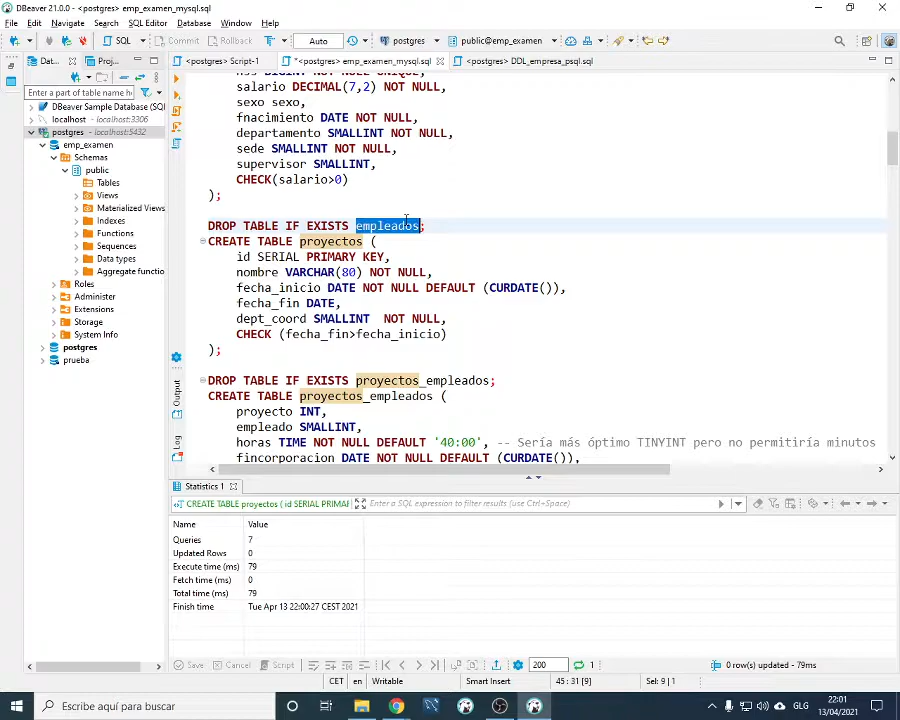 DBeaver 21.0.0 - <postgres> emp_examen_mysql.sql
File Edit Navigate Search SQL Editor Database Window Help
SQL Commit Rollback T Auto postgres public@emp_examen
Dat... Proj...
<postgres> Script-1 *<postgres> emp_examen_mysql.sql <postgres> DDL_empresa_psql.sql
Enter a part of table name h
DBeaver Sample Database (SQL
localhost:3306
postgres :5432
emp_examen
Schemas
public
Tables
Views
Materialized Views
Indexes
Functions
Sequences
Data types
Aggregate functio
Roles
Administer
Extensions
Storage
System Info
postgres
prueba
nss BIGINT NOT NULL UNIQUE,
salario DECIMAL(7,2) NOT NULL,
sexo sexo,
fnacimiento DATE NOT NULL,
departamento SMALLINT NOT NULL,
sede SMALLINT NOT NULL,
supervisor SMALLINT,
CHECK(salario>0)
);
DROP TABLE IF EXISTS empleados;
CREATE TABLE proyectos (
id SERIAL PRIMARY KEY,
nombre VARCHAR(80) NOT NULL,
fecha_inicio DATE NOT NULL DEFAULT (CURDATE()),
fecha_fin DATE,
dept_coord SMALLINT NOT NULL,
CHECK (fecha_fin>fecha_inicio)
);
DROP TABLE IF EXISTS proyectos_empleados;
CREATE TABLE proyectos_empleados (
proyecto INT,
empleado SMALLINT,
horas TIME NOT NULL DEFAULT '40:00', -- Sería más óptimo TINYINT pero no permitiría minutos
fincorporacion DATE NOT NULL DEFAULT (CURDATE()),
Output
Log
Statistics 1
CREATE TABLE proyectos ( id SERIAL PRIMAR Enter a SQL expression to filter results (use Ctrl+Space)
Name Value
Queries 7
Updated Rows 0
Execute time (ms) 79
Fetch time (ms) 0
Total time (ms) 79
Finish time Tue Apr 13 22:00:27 CEST 2021
Save Cancel Script 200 1 0 row(s) updated - 79ms
CET en Writable Smart Insert 45 : 31 [9] Sel: 9 | 1
Escribe aquí para buscar
GLG
22:01
13/04/2021